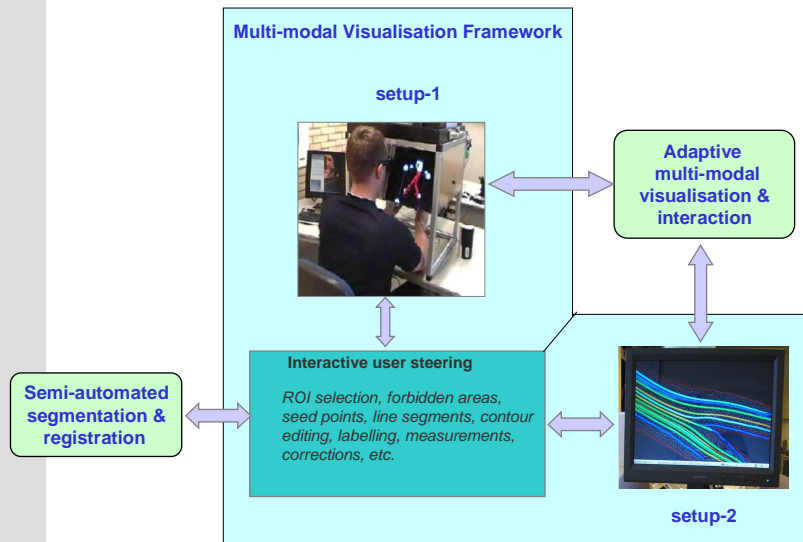 Multi-modal Visualisation Framework
setup-1
Adaptive
multi-modal
visualisation &
interaction
Interactive user steering
ROI selection, forbidden areas,
seed points, line segments, contour
editing, labelling, measurements,
corrections, etc.
Semi-automated
segmentation &
registration
setup-2